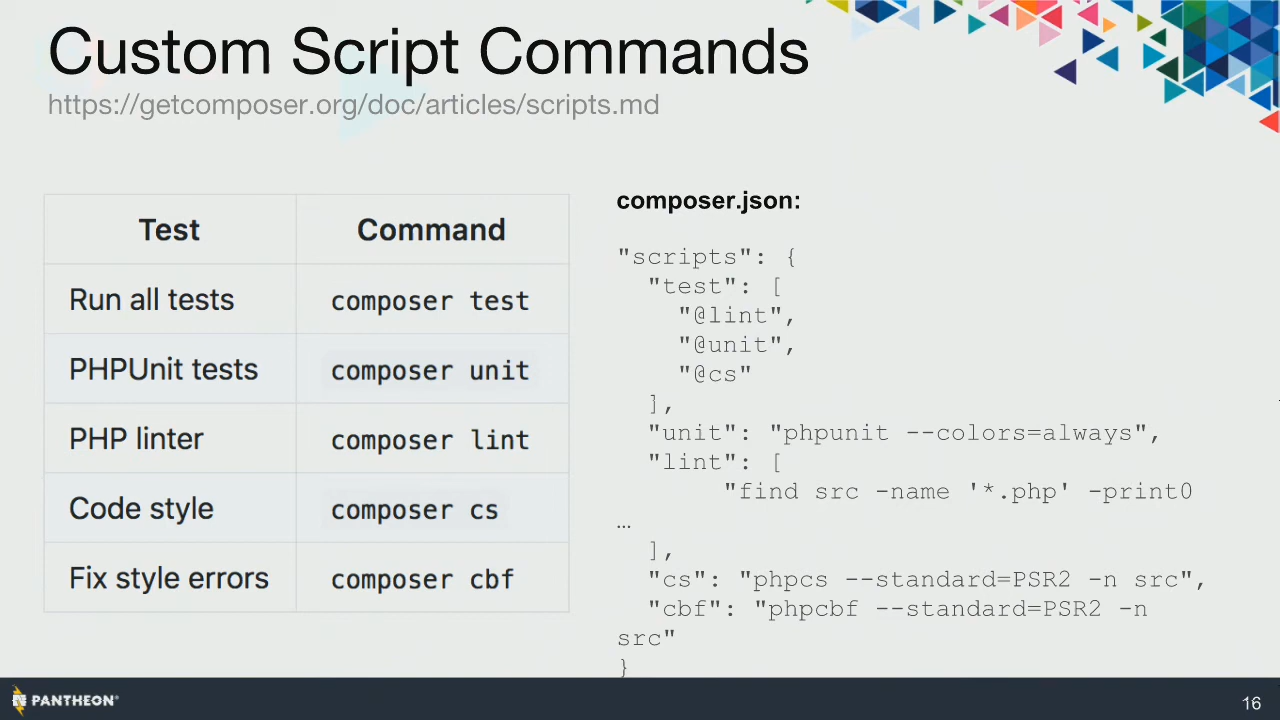 Custom Script Commands
https://getcomposer.org/doc/articles/scripts.md
Test Command
Run all tests composer test
PHPUnit tests composer unit
PHP linter composer lint
Code style composer cs
Fix style errors composer cbf
composer.json:
"scripts": {
"test": [
"@lint",
"@unit",
"@cs"
],
"unit": "phpunit --colors=always",
"lint": [
"find src -name '*.php' -print0
…
],
"cs": "phpcs --standard=PSR2 -n src",
"cbf": "phpcbf --standard=PSR2 -n
src"
}
PANTHEON®
16